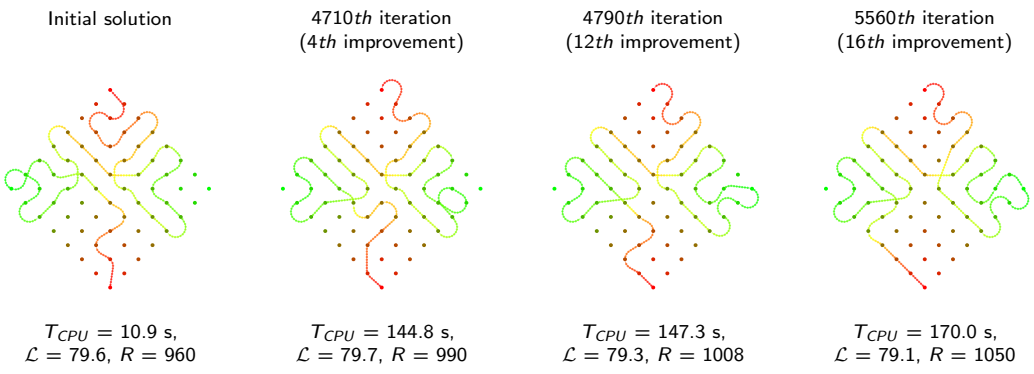 Initial solution
4710th iteration
(4th improvement)
4790th iteration
(12th improvement)
5560th iteration
(16th improvement)
T_CPU = 10.9 s,
ℒ = 79.6, R = 960
T_CPU = 144.8 s,
ℒ = 79.7, R = 990
T_CPU = 147.3 s,
ℒ = 79.3, R = 1008
T_CPU = 170.0 s,
ℒ = 79.1, R = 1050